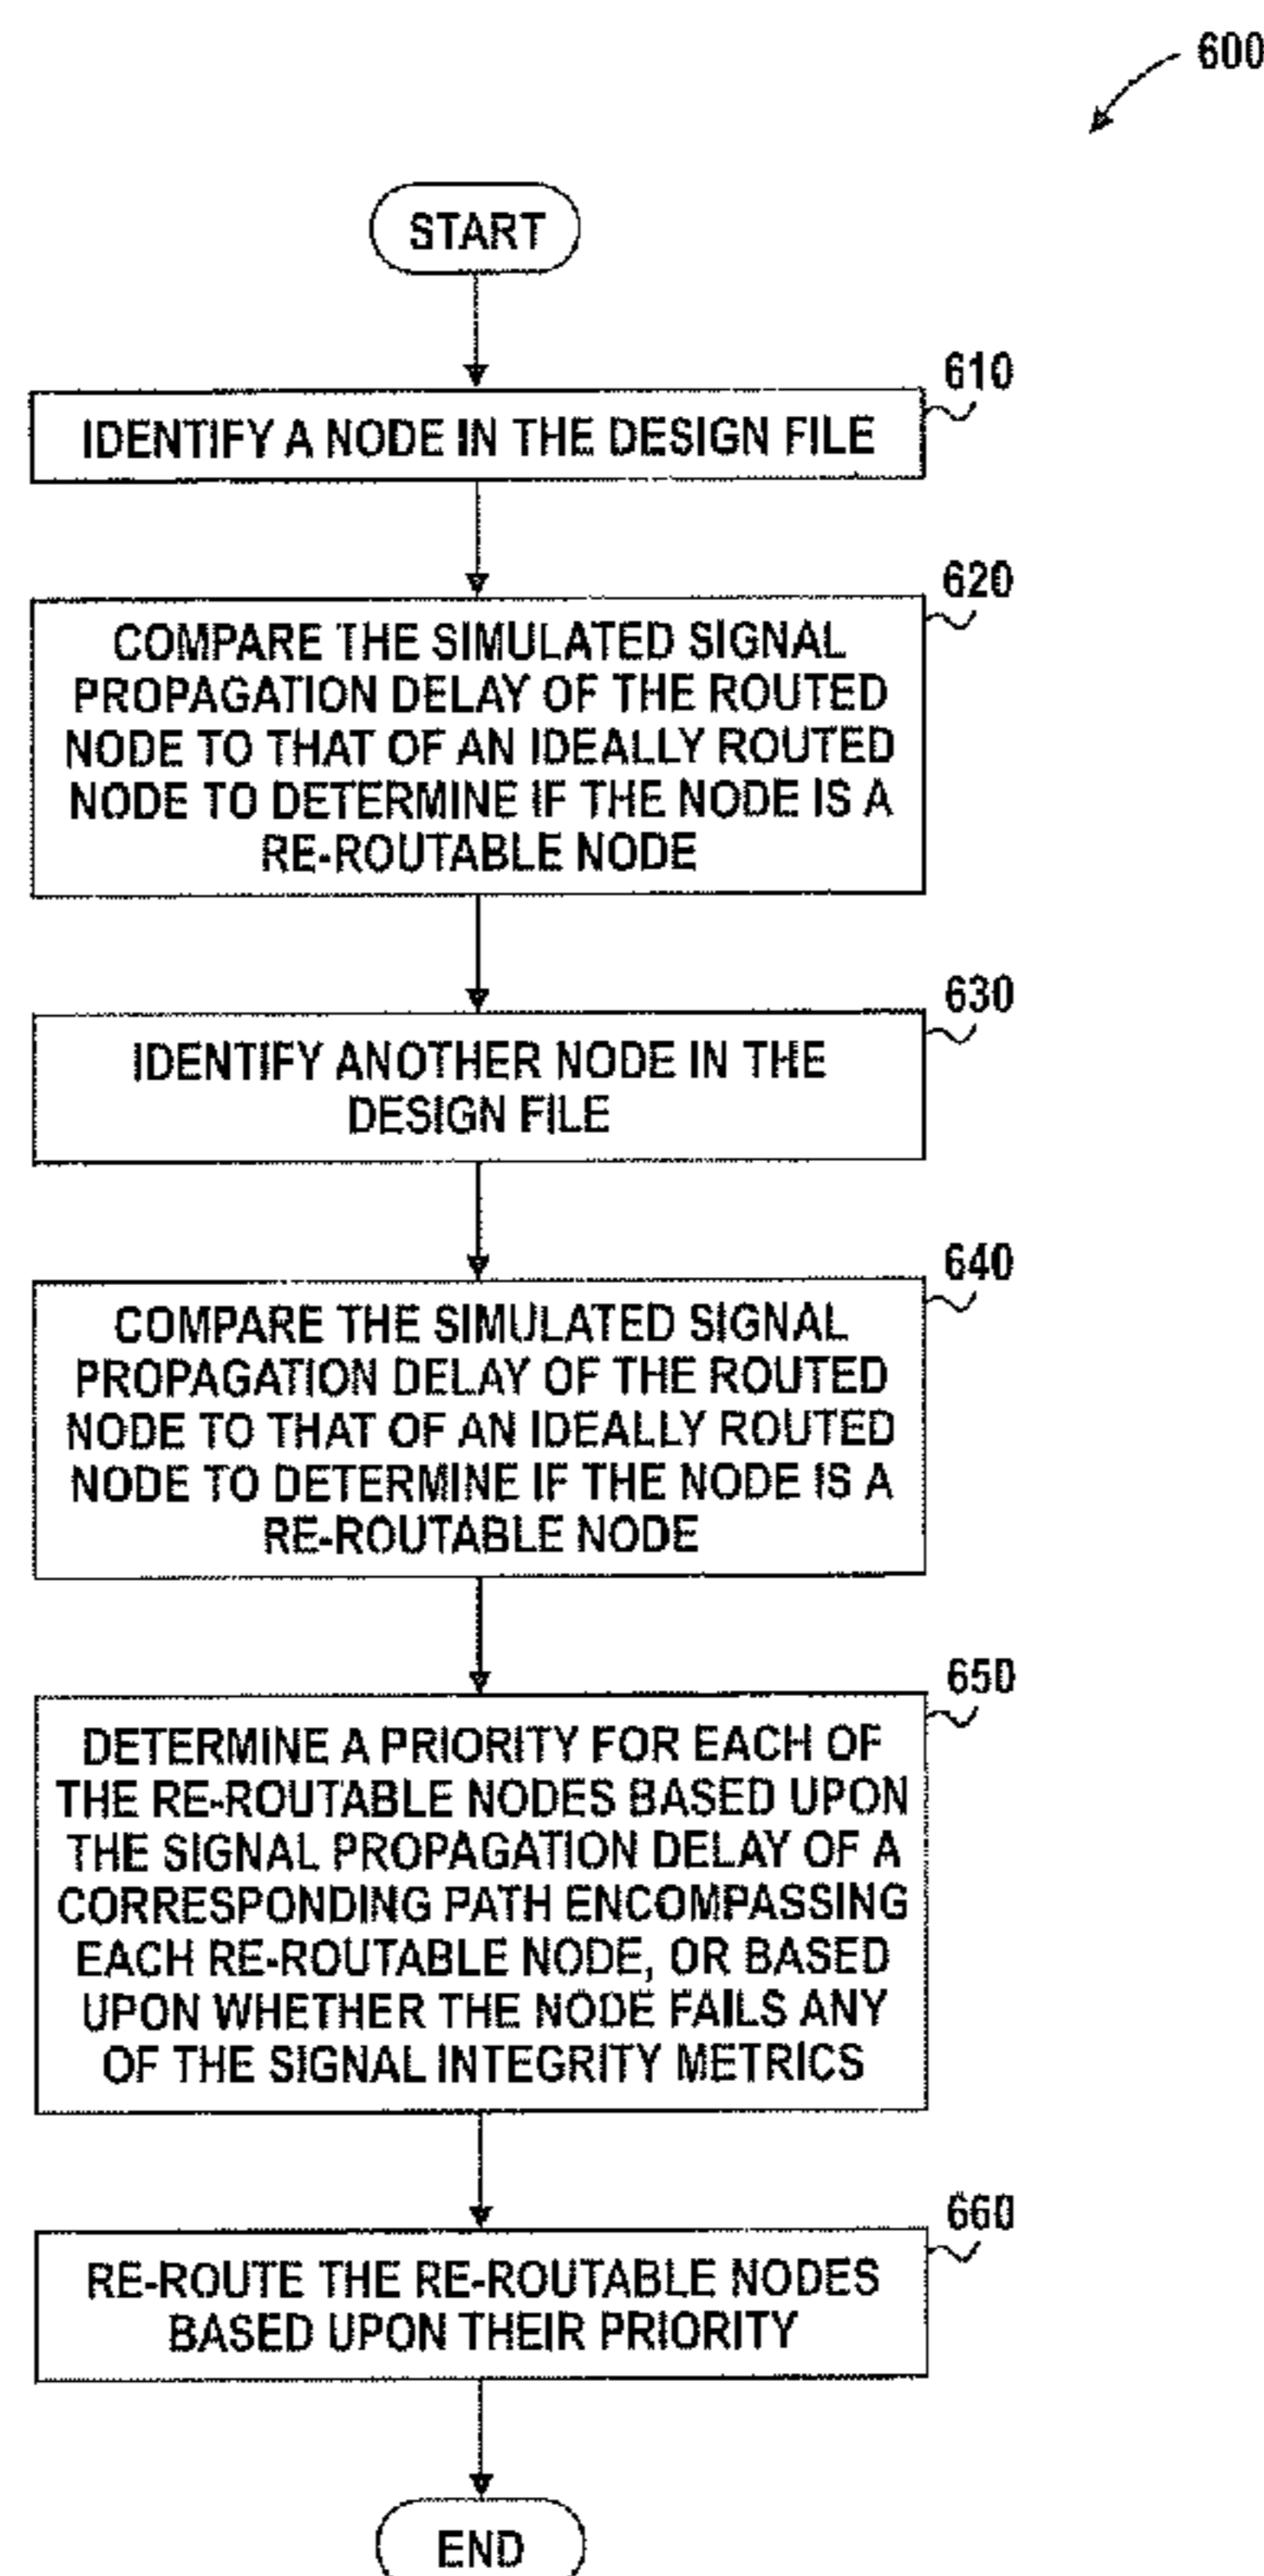 600
START
610
IDENTIFY A NODE IN THE DESIGN FILE
620
COMPARE THE SIMULATED SIGNAL
PROPAGATION DELAY OF THE ROUTED
NODE TO THAT OF AN IDEALLY ROUTED
NODE TO DETERMINE IF THE NODE IS A
RE-ROUTABLE NODE
630
IDENTIFY ANOTHER NODE IN THE
DESIGN FILE
640
COMPARE THE SIMULATED SIGNAL
PROPAGATION DELAY OF THE ROUTED
NODE TO THAT OF AN IDEALLY ROUTED
NODE TO DETERMINE IF THE NODE IS A
RE-ROUTABLE NODE
650
DETERMINE A PRIORITY FOR EACH OF
THE RE-ROUTABLE NODES BASED UPON
THE SIGNAL PROPAGATION DELAY OF A
CORRESPONDING PATH ENCOMPASSING
EACH RE-ROUTABLE NODE, OR BASED
UPON WHETHER THE NODE FAILS ANY
OF THE SIGNAL INTEGRITY METRICS
660
RE-ROUTE THE RE-ROUTABLE NODES
BASED UPON THEIR PRIORITY
END